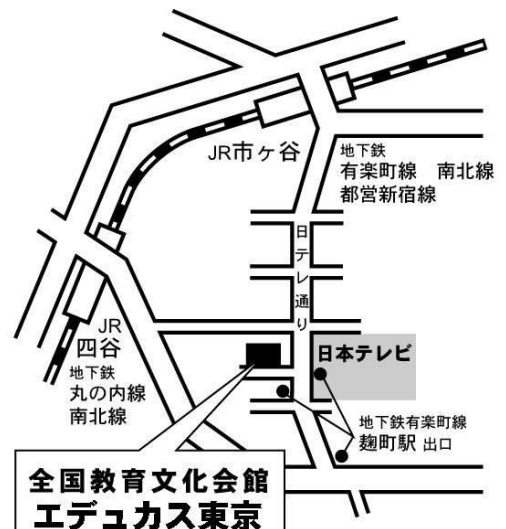 JR市ヶ谷
地下鉄
有楽町線　南北線
都営新宿線
日テレ通り
JR
四谷
地下鉄
丸の内線
南北線
日本テレビ
地下鉄有楽町線
麹町駅 出口
全国教育文化会館
エデュカス東京